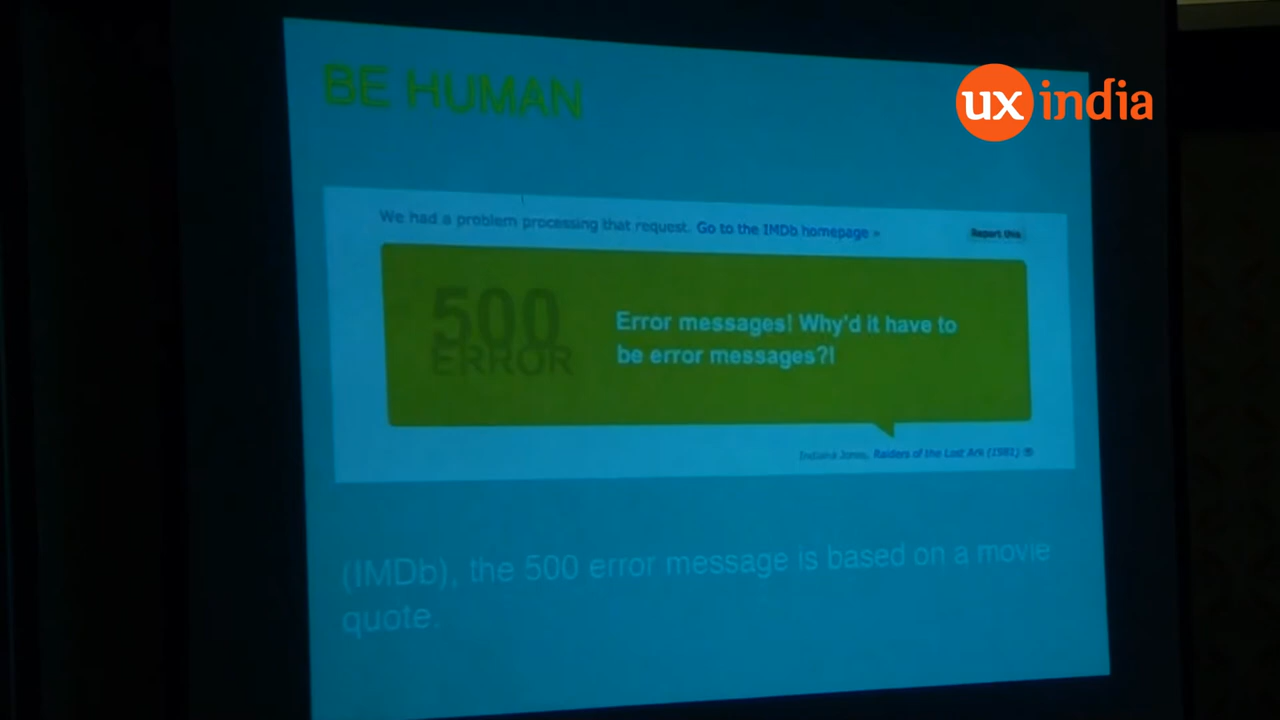 BE HUMAN
ux india
We had a problem processing that request. Go to the IMDb homepage »
Report this
500
ERROR
Error messages! Why'd it have to
be error messages?!
Indiana Jones, Raiders of the Lost Ark (1981)
(IMDb), the 500 error message is based on a movie
quote.